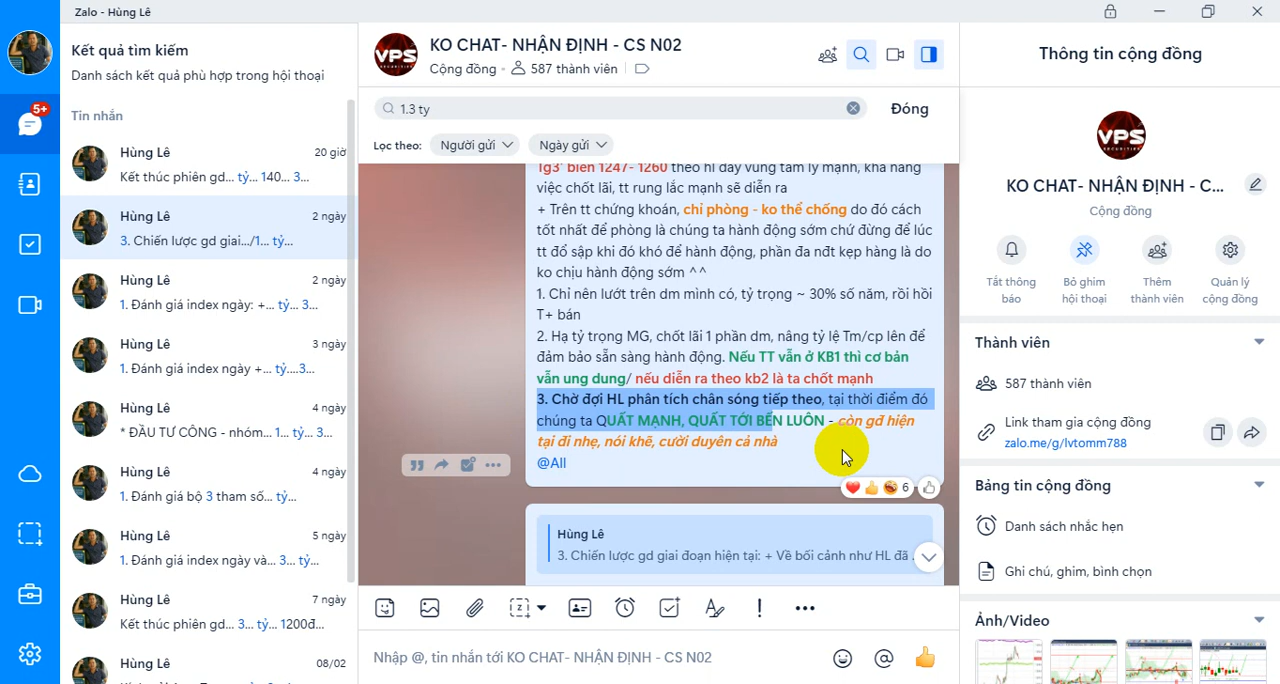 Zalo - Hùng Lê
5+
Kết quả tìm kiếm
Danh sách kết quả phù hợp trong hội thoại
Tin nhắn
Hùng Lê
20 giờ
Kết thúc phiên gd... tỷ... 140... 3...
Hùng Lê
2 ngày
3. Chiến lược gd giai.../1... tỷ...
Hùng Lê
2 ngày
1. Đánh giá index ngày: +... tỷ... 3...
Hùng Lê
3 ngày
1. Đánh giá index ngày +... tỷ....3...
Hùng Lê
4 ngày
* ĐẦU TƯ CÔNG - nhóm... 1... tỷ... 3...
Hùng Lê
4 ngày
1. Đánh giá bộ 3 tham số... tỷ...
Hùng Lê
5 ngày
1. Đánh giá index ngày và... 3... tỷ...
Hùng Lê
7 ngày
Kết thúc phiên gd... 3... tỷ... 1200đ...
Hùng Lê
08/02
VPS
SECURITIES
KO CHAT- NHẬN ĐỊNH - CS N02
Cộng đồng - 587 thành viên
1.3 ty
Đóng
Lọc theo: Người gửi Ngày gửi
Tg3' biên 1247- 1260 theo hl đây vùng tâm lý mạnh, khả năng
việc chốt lãi, tt rung lắc mạnh sẽ diễn ra
+ Trên tt chứng khoán, chỉ phòng - ko thể chống do đó cách
tốt nhất để phòng là chúng ta hành động sớm chứ đừng để lúc
tt đổ sập khi đó khó để hành động, phần đa nđt kẹp hàng là do
ko chịu hành động sớm ^^
1. Chỉ nên lướt trên dm mình có, tỷ trọng ~ 30% số năm, rồi hồi
T+ bán
2. Hạ tỷ trọng MG, chốt lãi 1 phần dm, nâng tỷ lệ Tm/cp lên để
đảm bảo sẵn sàng hành động. Nếu TT vẫn ở KB1 thì cơ bản
vẫn ung dung/ nếu diễn ra theo kb2 là ta chốt mạnh
3. Chờ đợi HL phân tích chân sóng tiếp theo, tại thời điểm đó
chúng ta QUẤT MẠNH, QUẤT TỚI BẾN LUÔN - còn gđ hiện
tại đi nhẹ, nói khẽ, cười duyên cả nhà
@All
6
Hùng Lê
3. Chiến lược gd giai đoạn hiện tại: + Về bối cảnh như HL đã ...
Nhập @, tin nhắn tới KO CHAT- NHẬN ĐỊNH - CS N02
Thông tin cộng đồng
VPS
SECURITIES
KO CHAT- NHẬN ĐỊNH - C...
Cộng đồng
Tắt thông
báo
Bỏ ghim
hội thoại
Thêm
thành viên
Quản lý
cộng đồng
Thành viên
587 thành viên
Link tham gia cộng đồng
zalo.me/g/lvtomm788
Bảng tin cộng đồng
Danh sách nhắc hẹn
Ghi chú, ghim, bình chọn
Ảnh/Video